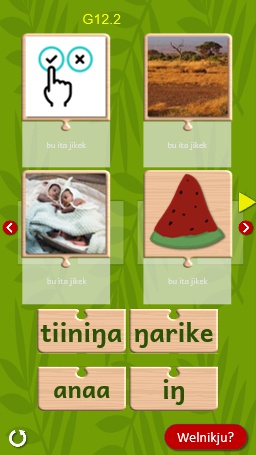 G12.2
bu ita jikek
bu ita jikek
bu ita jikek
bu ita jikek
tiiniŋa
ŋarike
anaa
iŋ
Welnikju?